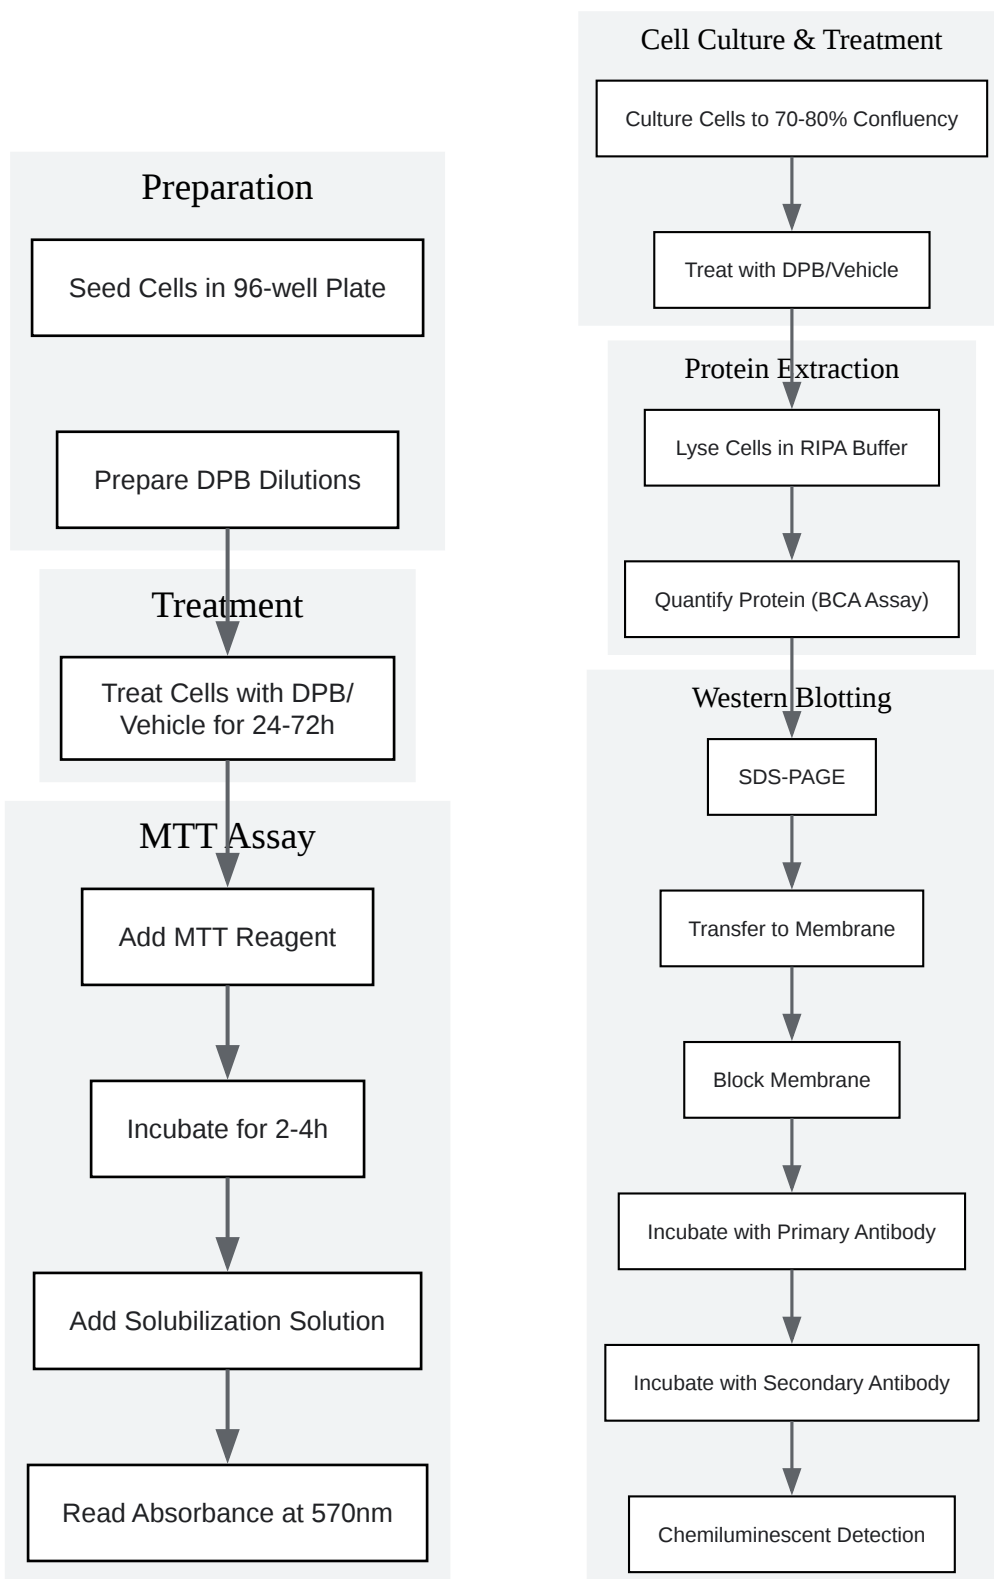 Preparation
Seed Cells in 96-well Plate
Prepare DPB Dilutions
Treatment
Treat Cells with DPB/
Vehicle for 24-72h
MTT Assay
Add MTT Reagent
Incubate for 2-4h
Add Solubilization Solution
Read Absorbance at 570nm
Cell Culture & Treatment
Culture Cells to 70-80% Confluency
Treat with DPB/Vehicle
Protein Extraction
Lyse Cells in RIPA Buffer
Quantify Protein (BCA Assay)
Western Blotting
SDS-PAGE
Transfer to Membrane
Block Membrane
Incubate with Primary Antibody
Incubate with Secondary Antibody
Chemiluminescent Detection